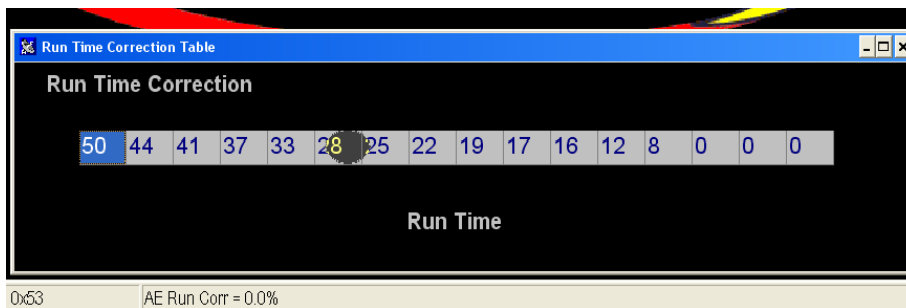 Run Time Correction Table
Run Time Correction
50 44 41 37 33 28 25 22 19 17 16 12 8 0 0 0
Run Time
0x53 AE Run Corr = 0.0%